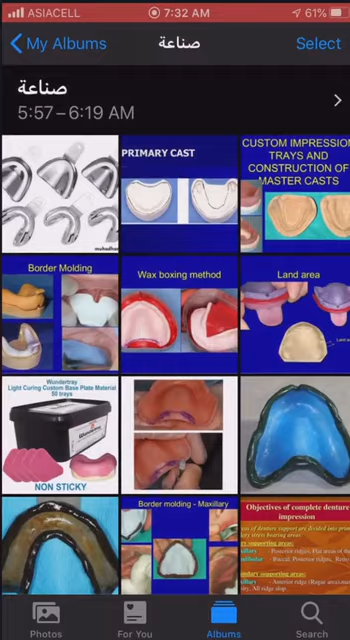 ASIACELL
7:32 AM
61%
My Albums
صناعة
Select
صناعة
5:57 – 6:19 AM
PRIMARY CAST
CUSTOM IMPRESSION
TRAYS AND
CONSTRUCTION OF
MASTER CASTS
Border Molding
Wax boxing method
Land area
Wundertray
Light Curing Custom Base Plate Material
50 trays
NON STICKY
Border molding - Maxillary
Objectives of complete denture
impression
Photos
For You
Albums
Search